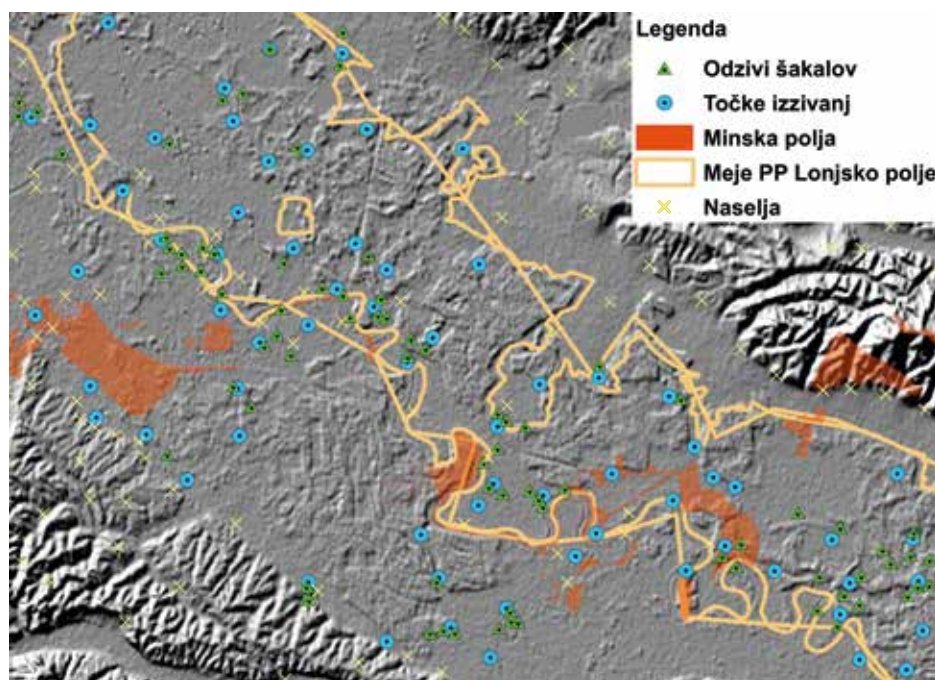 Legenda
Odzivi šakalov
Točke izzivanj
Minska polja
Meje PP Lonjsko polje
Naselja